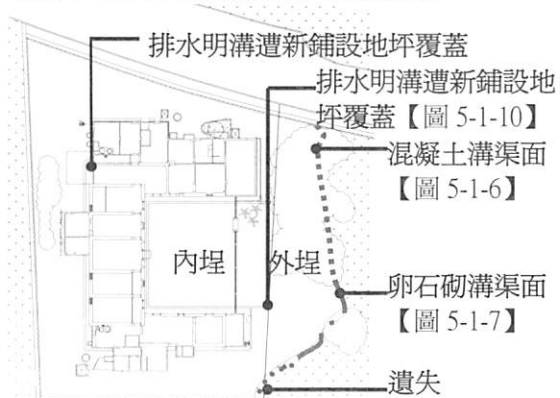 排水明溝遭新鋪設地坪覆蓋
排水明溝遭新鋪設地
坪覆蓋【圖 5-1-10】
混凝土溝渠面
【圖 5-1-6】
內埕
外埕
卵石砌溝渠面
【圖 5-1-7】
遺失